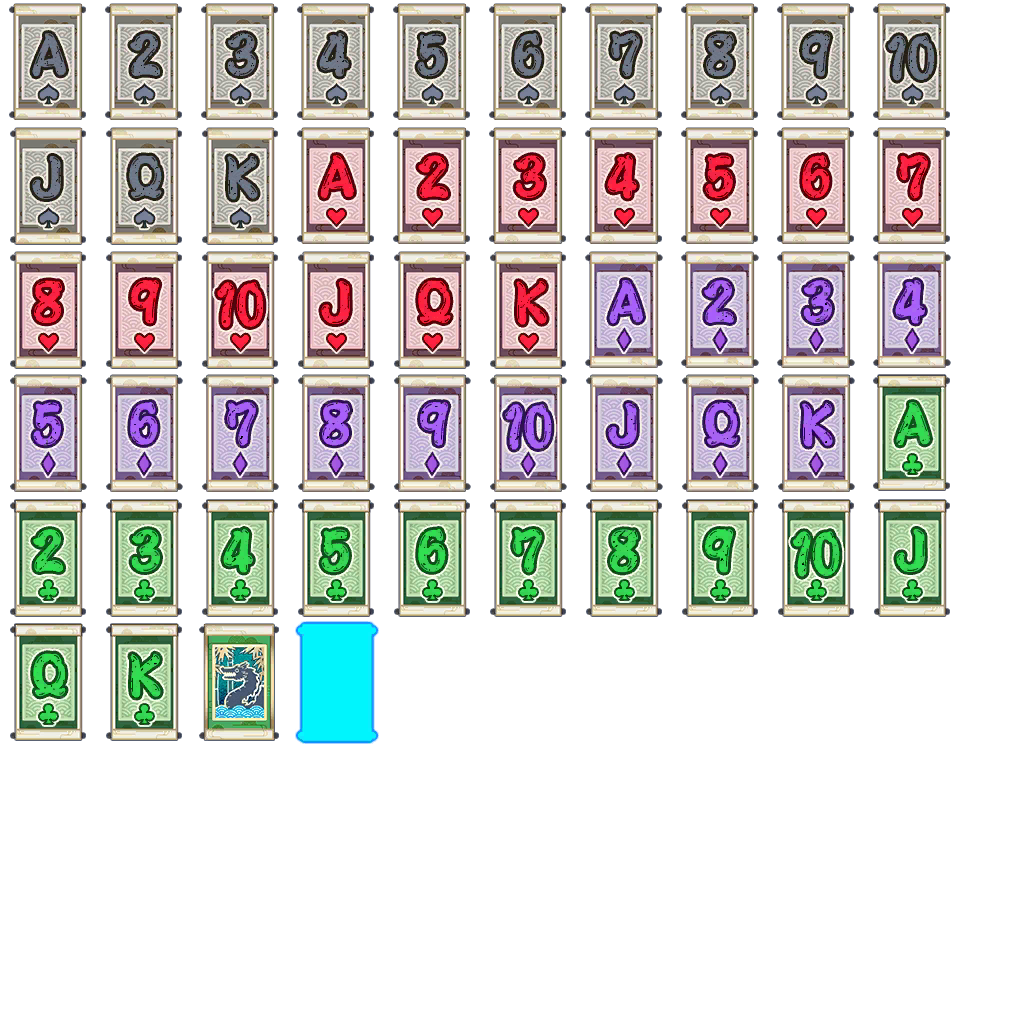 A 2 3 4 5 6 7 8 9 10
J Q K A 2 3 4 5 6 7
8 9 10 J Q K A 2 3 4
5 6 7 8 9 10 J Q K A
2 3 4 5 6 7 8 9 10 J
Q K